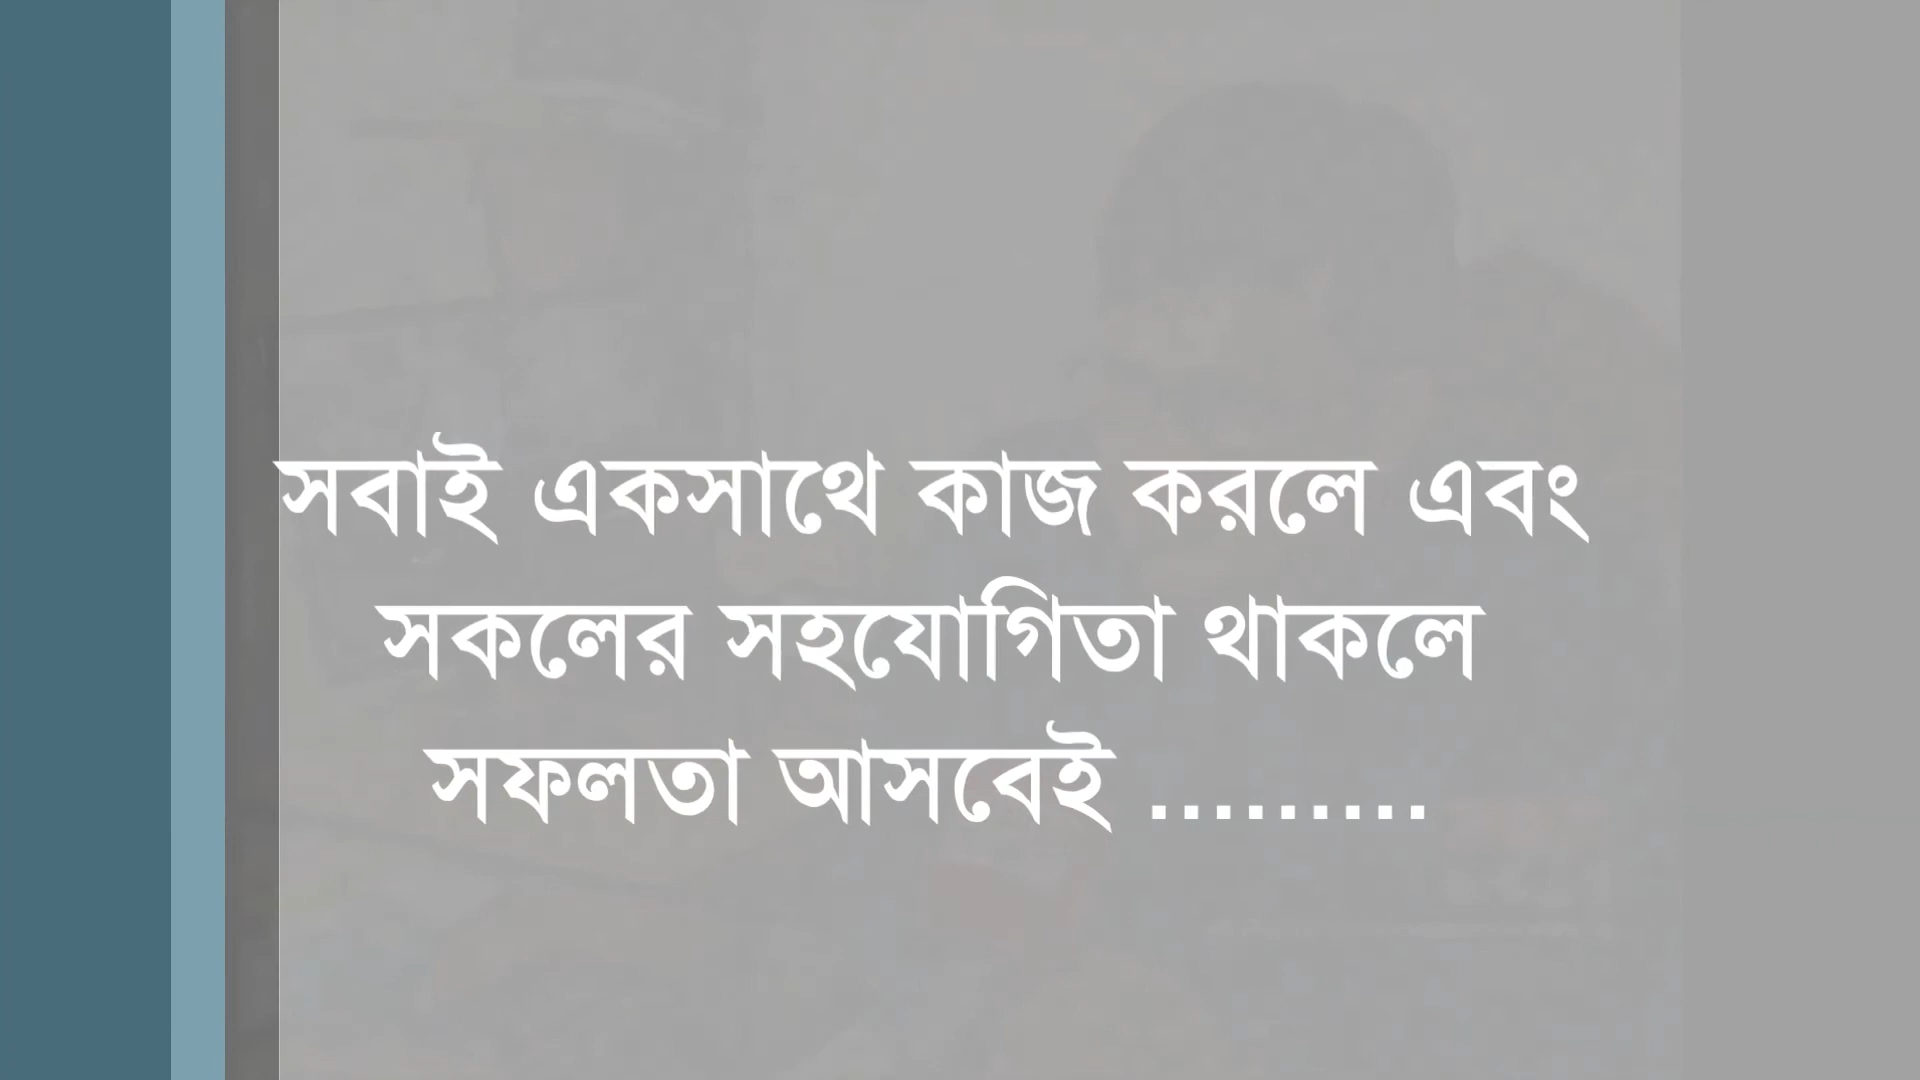 সবাই একসাথে কাজ করলে এবং
সকলের সহযোগিতা থাকলে
সফলতা আসবেই .........